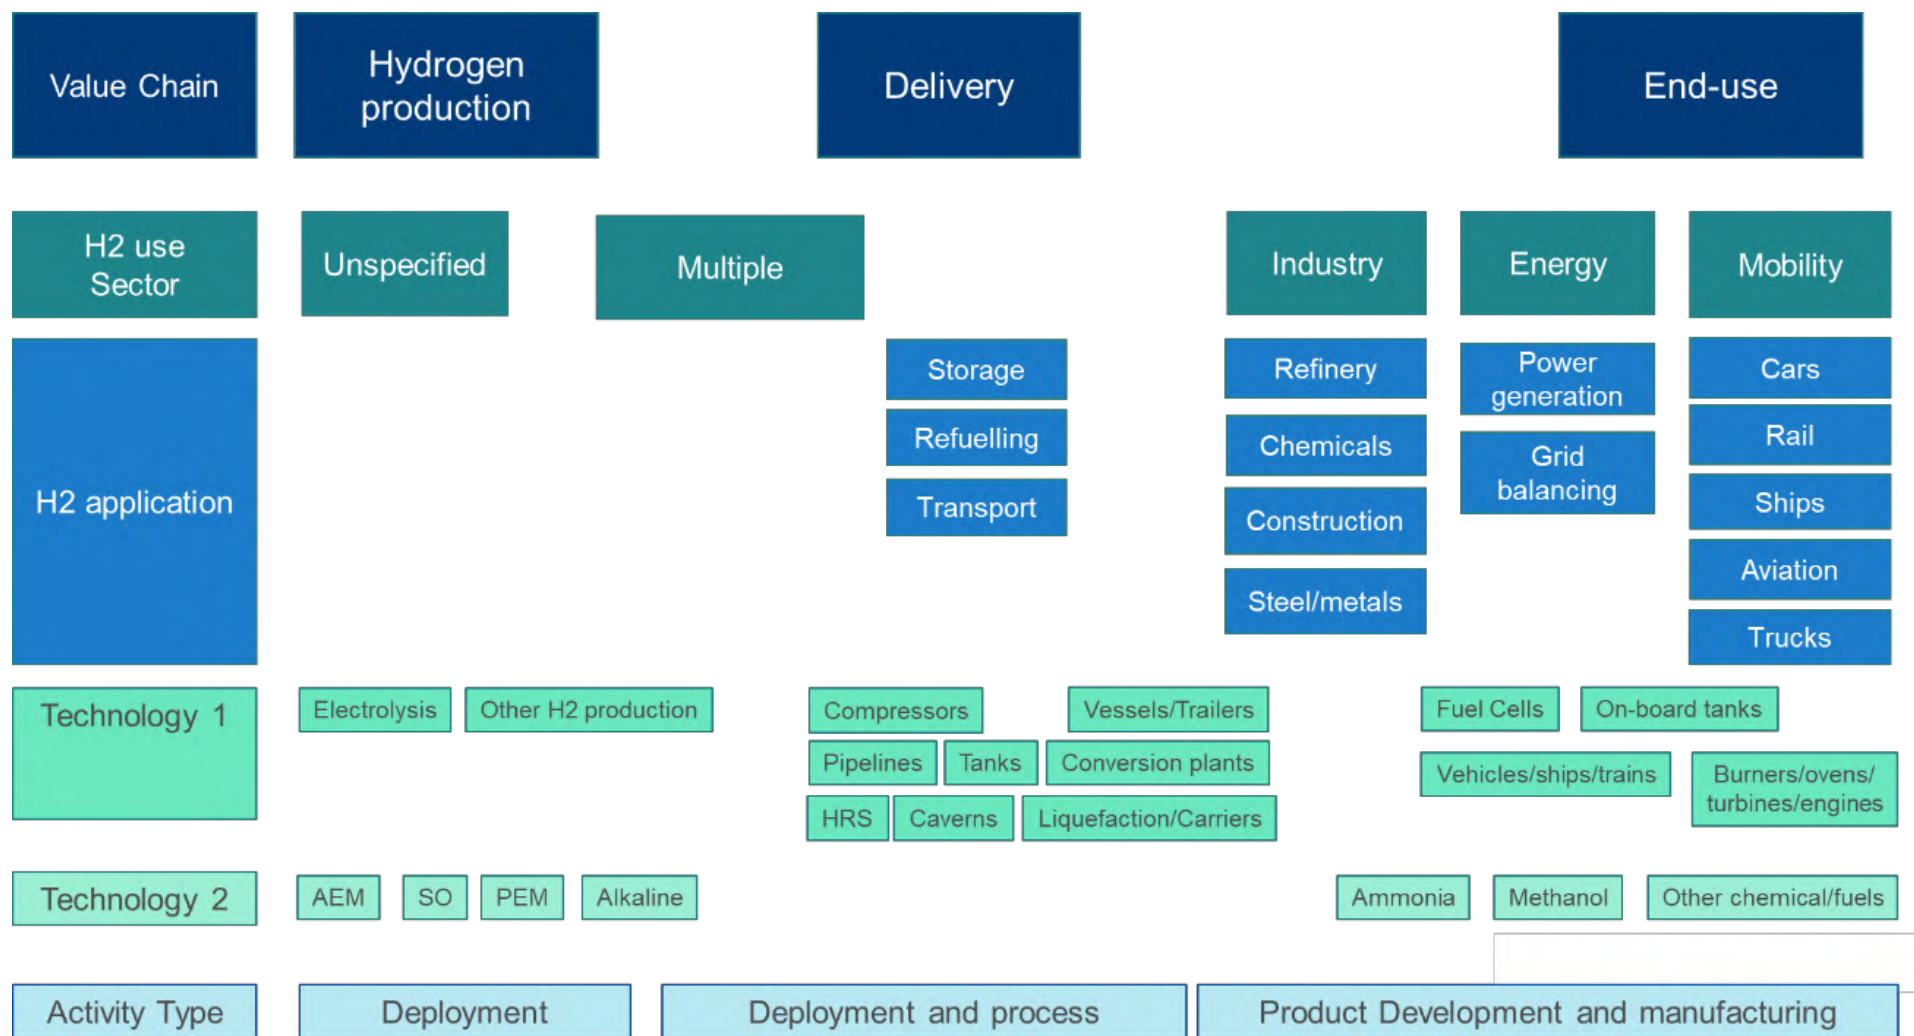 Value Chain
Hydrogen
production
Delivery
End-use
H2 use
Sector
Unspecified
Multiple
Industry
Energy
Mobility
H2 application
Storage
Refuelling
Transport
Refinery
Chemicals
Construction
Steel/metals
Power
generation
Grid
balancing
Cars
Rail
Ships
Aviation
Trucks
Technology 1
Electrolysis
Other H2 production
Compressors
Vessels/Trailers
Pipelines
Tanks
Conversion plants
HRS
Caverns
Liquefaction/Carriers
Fuel Cells
On-board tanks
Vehicles/ships/trains
Burners/ovens/
turbines/engines
Technology 2
AEM
SO
PEM
Alkaline
Ammonia
Methanol
Other chemical/fuels
Activity Type
Deployment
Deployment and process
Product Development and manufacturing